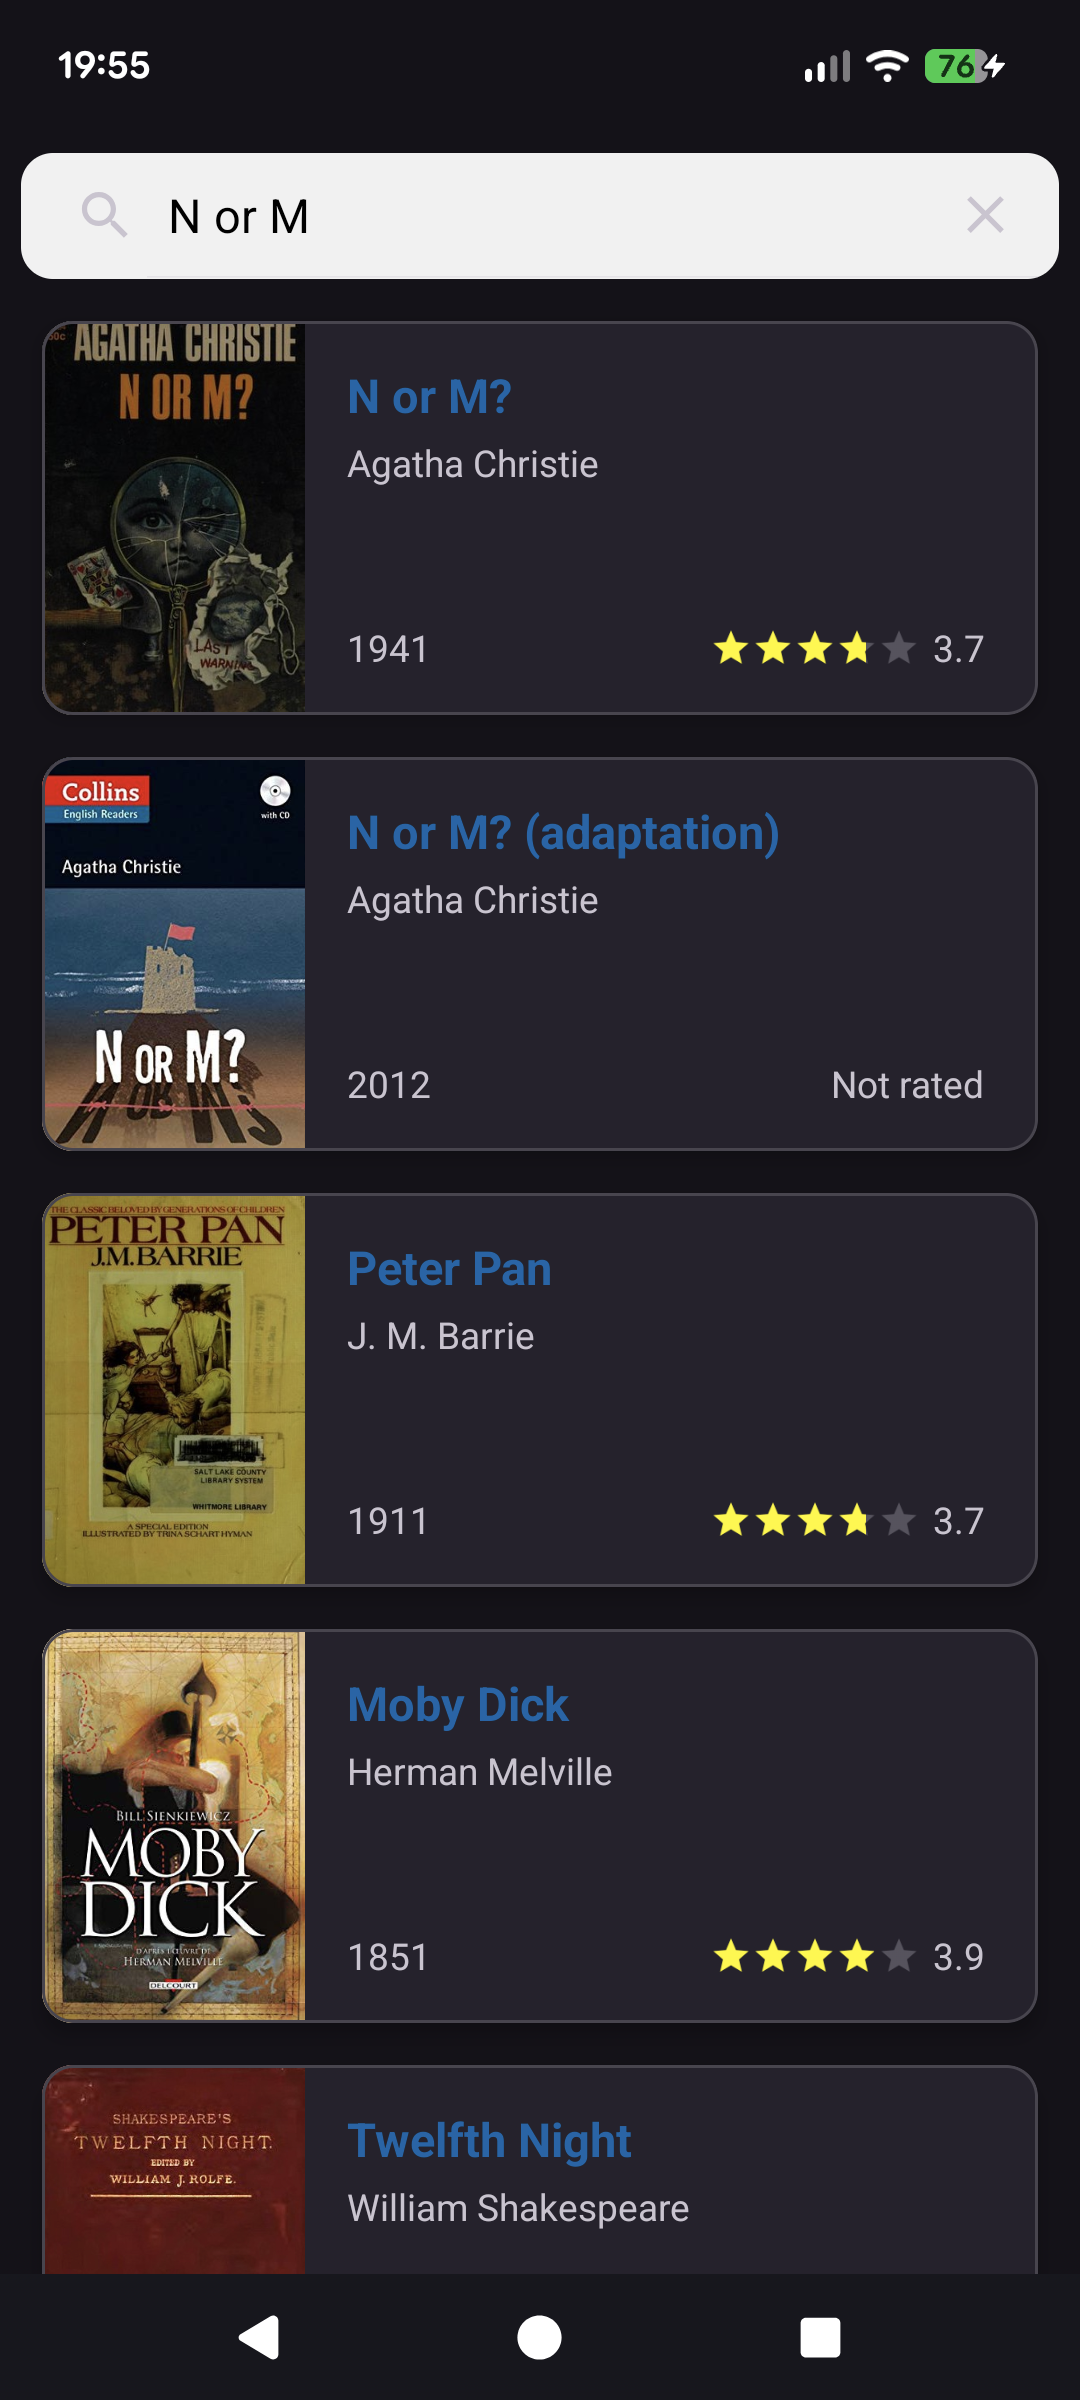 19:55
76
N or M
50c
AGATHA CHRISTIE
N OR M?
LAST
WARNING
N or M?
Agatha Christie
1941
3.7
Collins
English Readers
with CD
Agatha Christie
N OR M?
N or M? (adaptation)
Agatha Christie
2012
Not rated
THE CLASSIC BELOVED BY GENERATIONS OF CHILDREN
PETER PAN
J.M. BARRIE
SALT LAKE COUNTY
LIBRARY SYSTEM
WHITMORE LIBRARY
A SPECIAL EDITION
ILLUSTRATED BY TRINA SCHART HYMAN
Peter Pan
J. M. Barrie
1911
3.7
BILL SIENKIEWICZ
MOBY
DICK
D'APRÈS L'ŒUVRE DE
HERMAN MELVILLE
DELCOURT
Moby Dick
Herman Melville
1851
3.9
SHAKESPEARE'S
TWELFTH NIGHT.
EDITED BY
WILLIAM J. ROLFE.
Twelfth Night
William Shakespeare